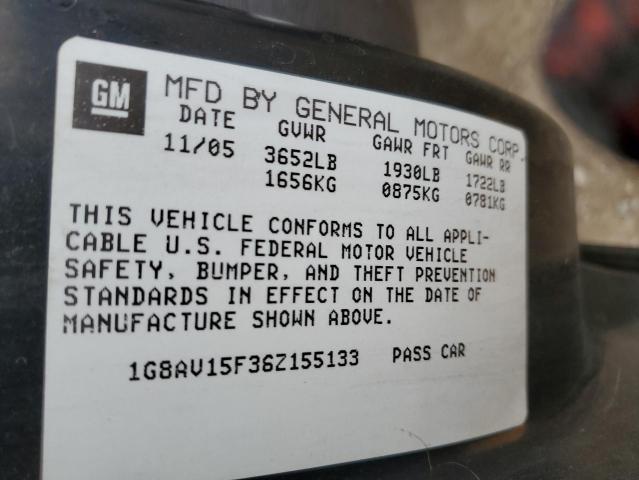 GM MFD BY GENERAL MOTORS CORP.
DATE GVWR GAWR FRT GAWR RR
11/05 3652LB 1930LB 1722LB
1656KG 0875KG 0781KG
THIS VEHICLE CONFORMS TO ALL APPLI-
CABLE U.S. FEDERAL MOTOR VEHICLE
SAFETY, BUMPER, AND THEFT PREVENTION
STANDARDS IN EFFECT ON THE DATE OF
MANUFACTURE SHOWN ABOVE.
1G8AV15F36Z155133 PASS CAR